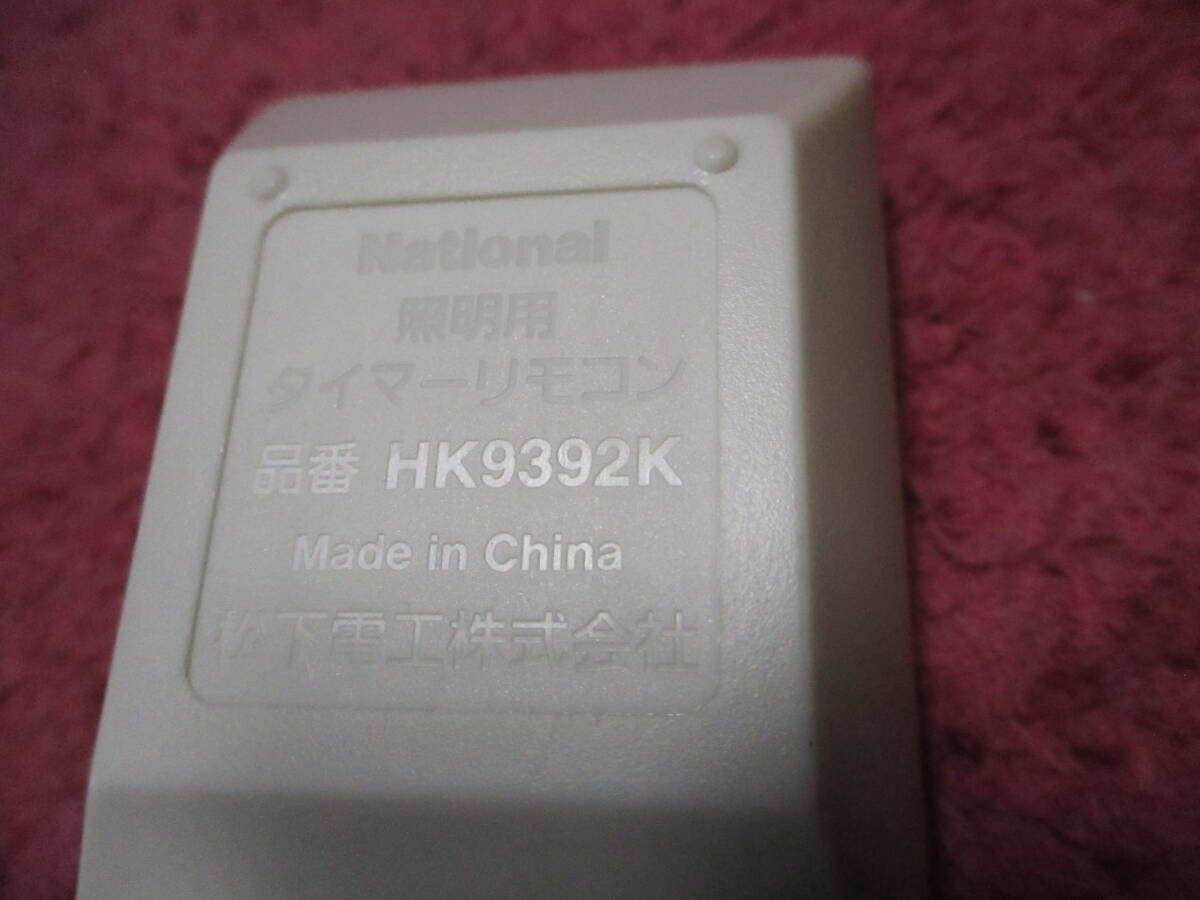 National
照明用
タイマーリモコン
品番 HK9392K
Made in China
松下電工株式会社